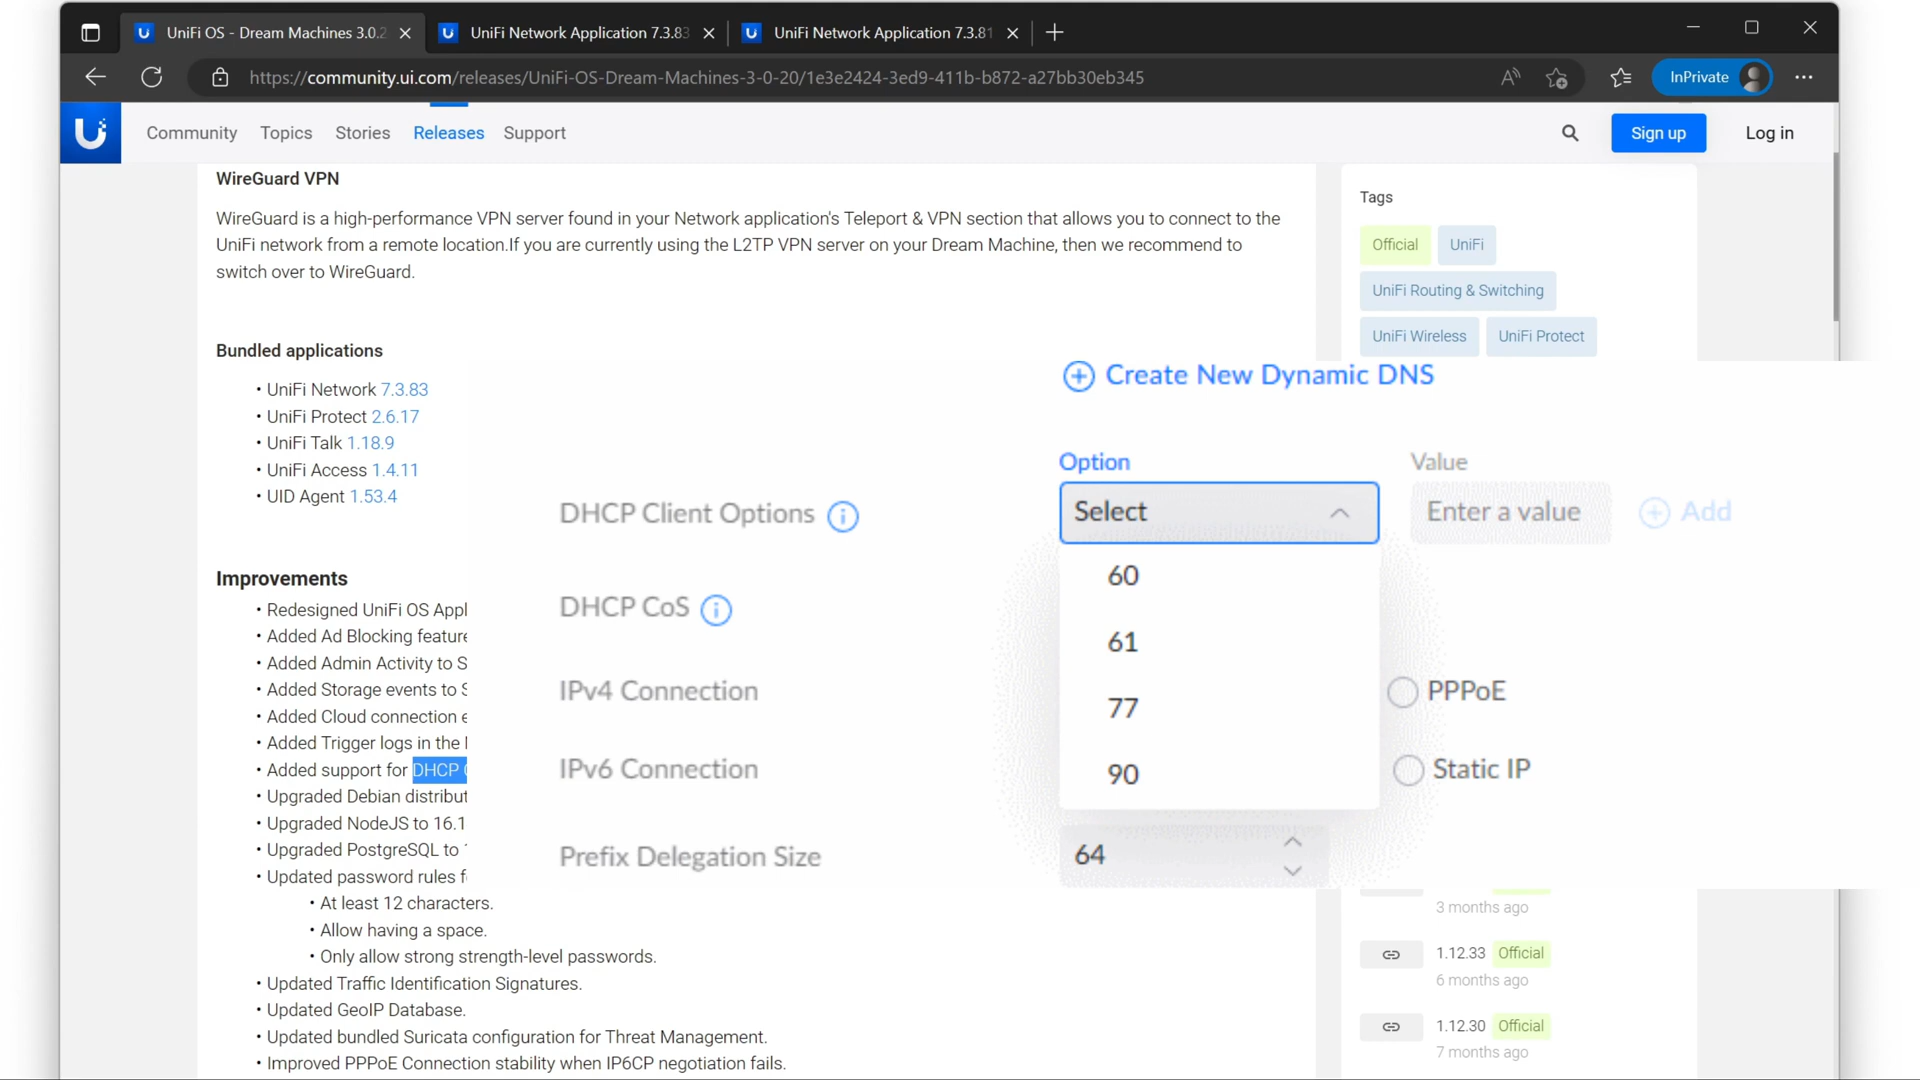 UniFi OS - Dream Machines 3.0.2
UniFi Network Application 7.3.83
UniFi Network Application 7.3.81
https://community.ui.com/releases/UniFi-OS-Dream-Machines-3-0-20/1e3e2424-3ed9-411b-b872-a27bb30eb345
InPrivate
Community
Topics
Stories
Releases
Support
Sign up
Log in
WireGuard VPN
WireGuard is a high-performance VPN server found in your Network application's Teleport & VPN section that allows you to connect to the
UniFi network from a remote location.If you are currently using the L2TP VPN server on your Dream Machine, then we recommend to
switch over to WireGuard.
Bundled applications
• UniFi Network 7.3.83
• UniFi Protect 2.6.17
• UniFi Talk 1.18.9
• UniFi Access 1.4.11
• UID Agent 1.53.4
Improvements
• Redesigned UniFi OS Appl
• Added Ad Blocking feature
• Added Admin Activity to S
• Added Storage events to S
• Added Cloud connection e
• Added Trigger logs in the
• Added support for DHCP
• Upgraded Debian distribut
• Upgraded NodeJS to 16.1
• Upgraded PostgreSQL to
• Updated password rules f
• At least 12 characters.
• Allow having a space.
• Only allow strong strength-level passwords.
• Updated Traffic Identification Signatures.
• Updated GeoIP Database.
• Updated bundled Suricata configuration for Threat Management.
• Improved PPPoE Connection stability when IP6CP negotiation fails.
Tags
Official
UniFi
UniFi Routing & Switching
UniFi Wireless
UniFi Protect
Create New Dynamic DNS
Option
Value
DHCP Client Options
Select
Enter a value
Add
60
DHCP CoS
61
IPv4 Connection
77
PPPoE
IPv6 Connection
90
Static IP
Prefix Delegation Size
64
3 months ago
1.12.33 Official
6 months ago
1.12.30 Official
7 months ago